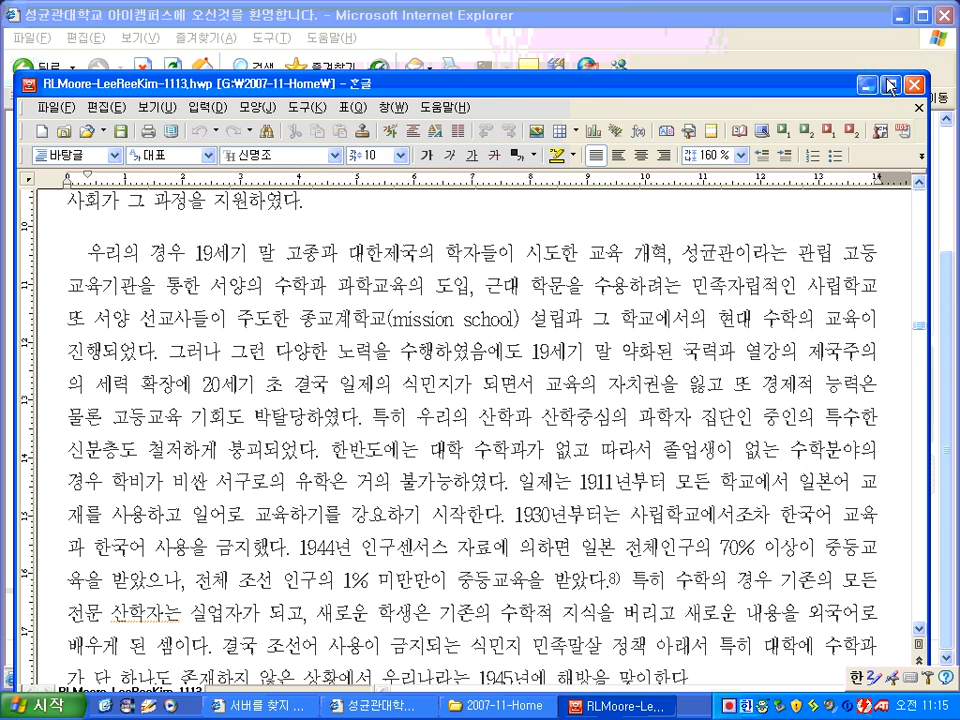 성균관대학교 아이캠퍼스에 오신것을 환영합니다. - Microsoft Internet Explorer
파일(F) 편집(E) 보기(V) 즐겨찾기(A) 도구(T) 도움말(H)
RLMoore-LeeReeKim-1113.hwp [G:\2007-11-Home\] - 한글
파일(F) 편집(E) 보기(U) 입력(D) 모양(J) 도구(K) 표(Q) 창(W) 도움말(H)
바탕글 대표 신명조 10 가 가 가 가 160 %
사회가 그 과정을 지원하였다.
우리의 경우 19세기 말 고종과 대한제국의 학자들이 시도한 교육 개혁, 성균관이라는 관립 고등
교육기관을 통한 서양의 수학과 과학교육의 도입, 근대 학문을 수용하려는 민족자립적인 사립학교
또 서양 선교사들이 주도한 종교계학교(mission school) 설립과 그 학교에서의 현대 수학의 교육이
진행되었다. 그러나 그런 다양한 노력을 수행하였음에도 19세기 말 약화된 국력과 열강의 제국주의
의 세력 확장에 20세기 초 결국 일제의 식민지가 되면서 교육의 자치권을 잃고 또 경제적 능력은
물론 고등교육 기회도 박탈당하였다. 특히 우리의 산학과 산학중심의 과학자 집단인 중인의 특수한
신분층도 철저하게 붕괴되었다. 한반도에는 대학 수학과가 없고 따라서 졸업생이 없는 수학분야의
경우 학비가 비싼 서구로의 유학은 거의 불가능하였다. 일제는 1911년부터 모든 학교에서 일본어 교
재를 사용하고 일어로 교육하기를 강요하기 시작한다. 1930년부터는 사립학교에서조차 한국어 교육
과 한국어 사용을 금지했다. 1944년 인구센서스 자료에 의하면 일본 전체인구의 70% 이상이 중등교
육을 받았으나, 전체 조선 인구의 1% 미만만이 중등교육을 받았다.8) 특히 수학의 경우 기존의 모든
전문 산학자는 실업자가 되고, 새로운 학생은 기존의 수학적 지식을 버리고 새로운 내용을 외국어로
배우게 된 셈이다. 결국 조선어 사용이 금지되는 식민지 민족말살 정책 아래서 특히 대학에 수학과
가 단 하나도 존재하지 않은 상황에서 우리나라는 1945년에 해방을 맞이한다
RLMoore-LeeReeKim-1113
시작 서버를 찾지 ... 성균관대학... 2007-11-Home RLMoore-Le... 오전 11:15